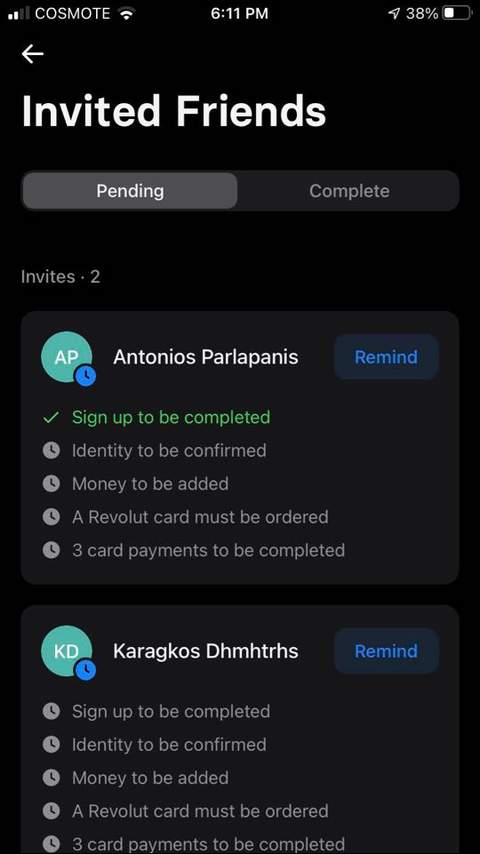 COSMOTE 6:11 PM 38%
Invited Friends
Pending Complete
Invites · 2
AP Antonios Parlapanis Remind
Sign up to be completed
Identity to be confirmed
Money to be added
A Revolut card must be ordered
3 card payments to be completed
KD Karagkos Dhmhtrhs Remind
Sign up to be completed
Identity to be confirmed
Money to be added
A Revolut card must be ordered
3 card payments to be completed